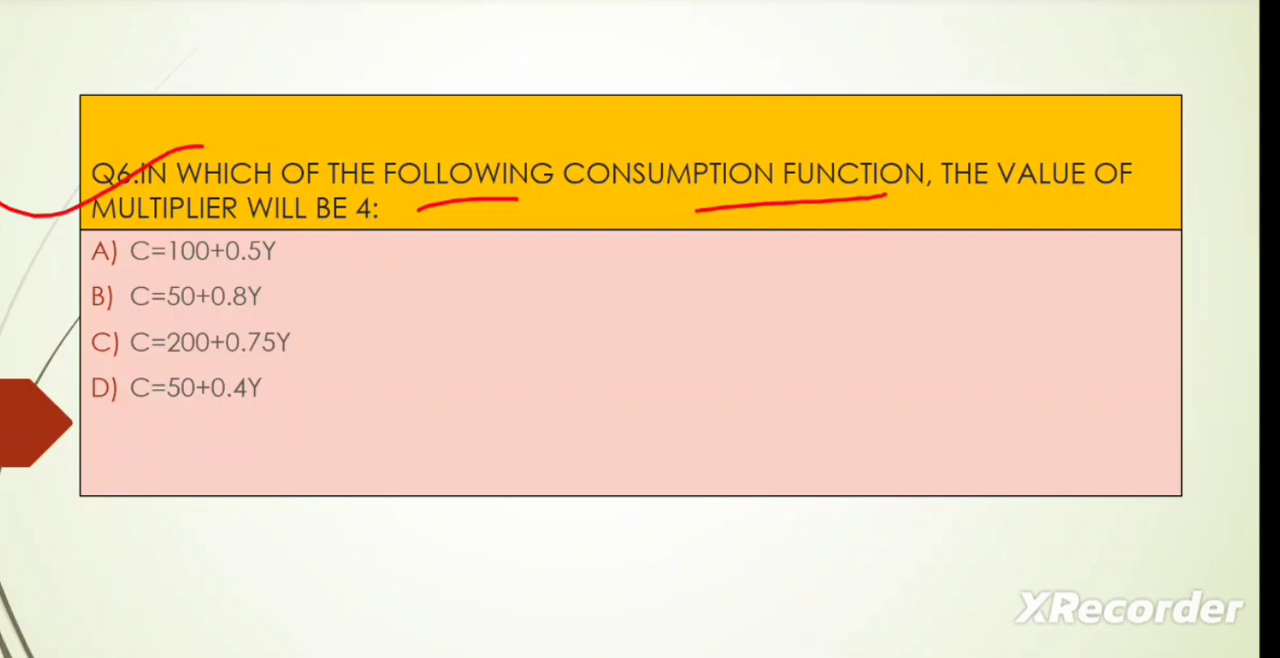 Q6.IN WHICH OF THE FOLLOWING CONSUMPTION FUNCTION, THE VALUE OF
MULTIPLIER WILL BE 4:
A) C=100+0.5Y
B) C=50+0.8Y
C) C=200+0.75Y
D) C=50+0.4Y
XRecorder